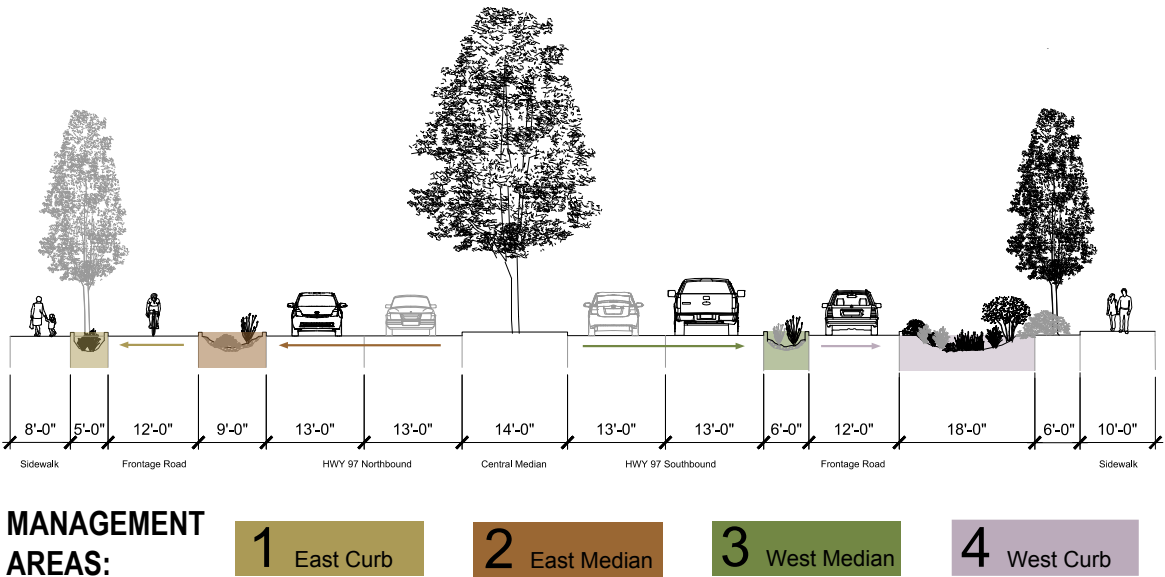 8'-0" 5'-0" 12'-0" 9'-0" 13'-0" 13'-0" 14'-0" 13'-0" 13'-0" 6'-0" 12'-0" 18'-0" 6'-0" 10'-0"
Sidewalk Frontage Road HWY 97 Northbound Central Median HWY 97 Southbound Frontage Road Sidewalk
MANAGEMENT
AREAS:
1 East Curb
2 East Median
3 West Median
4 West Curb